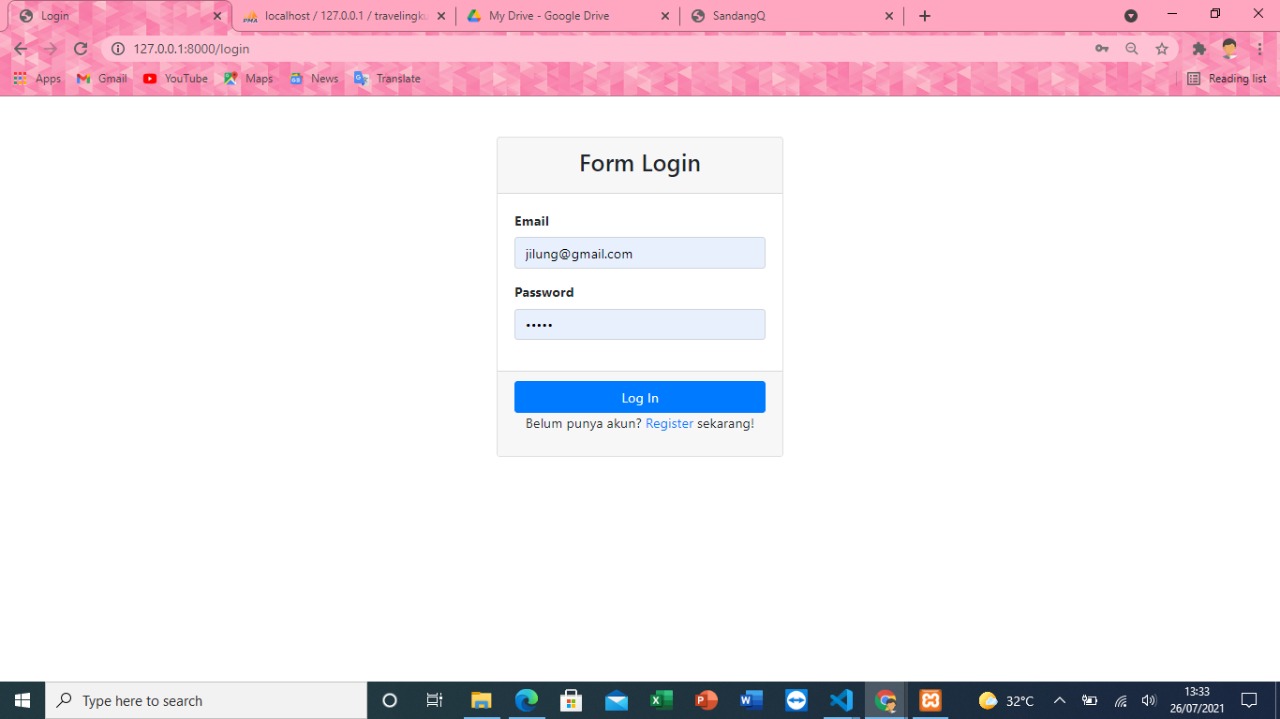 Login
localhost / 127.0.0.1 / travelingku
My Drive - Google Drive
SandangQ
127.0.0.1:8000/login
Apps
Gmail
YouTube
Maps
News
Translate
Reading list
Form Login
Email
jilung@gmail.com
Password
•••••
Log In
Belum punya akun? Register sekarang!
Type here to search
32°C
13:33
26/07/2021